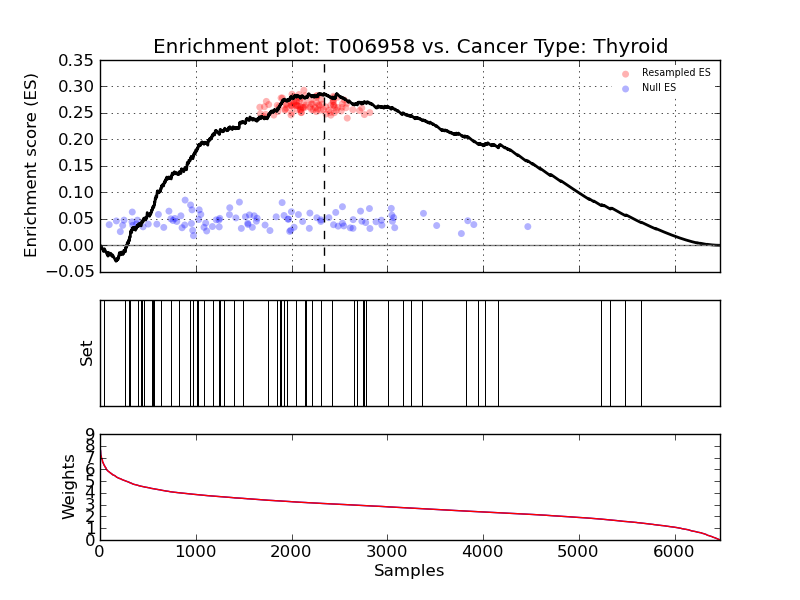 Enrichment plot: T006958 vs. Cancer Type: Thyroid
0.35
0.30
0.25
0.20
0.15
0.10
0.05
0.00
−0.05
Enrichment score (ES)
Resampled ES
Null ES
Set
9
8
7
6
5
4
3
2
1
0
Weights
0 1000 2000 3000 4000 5000 6000
Samples